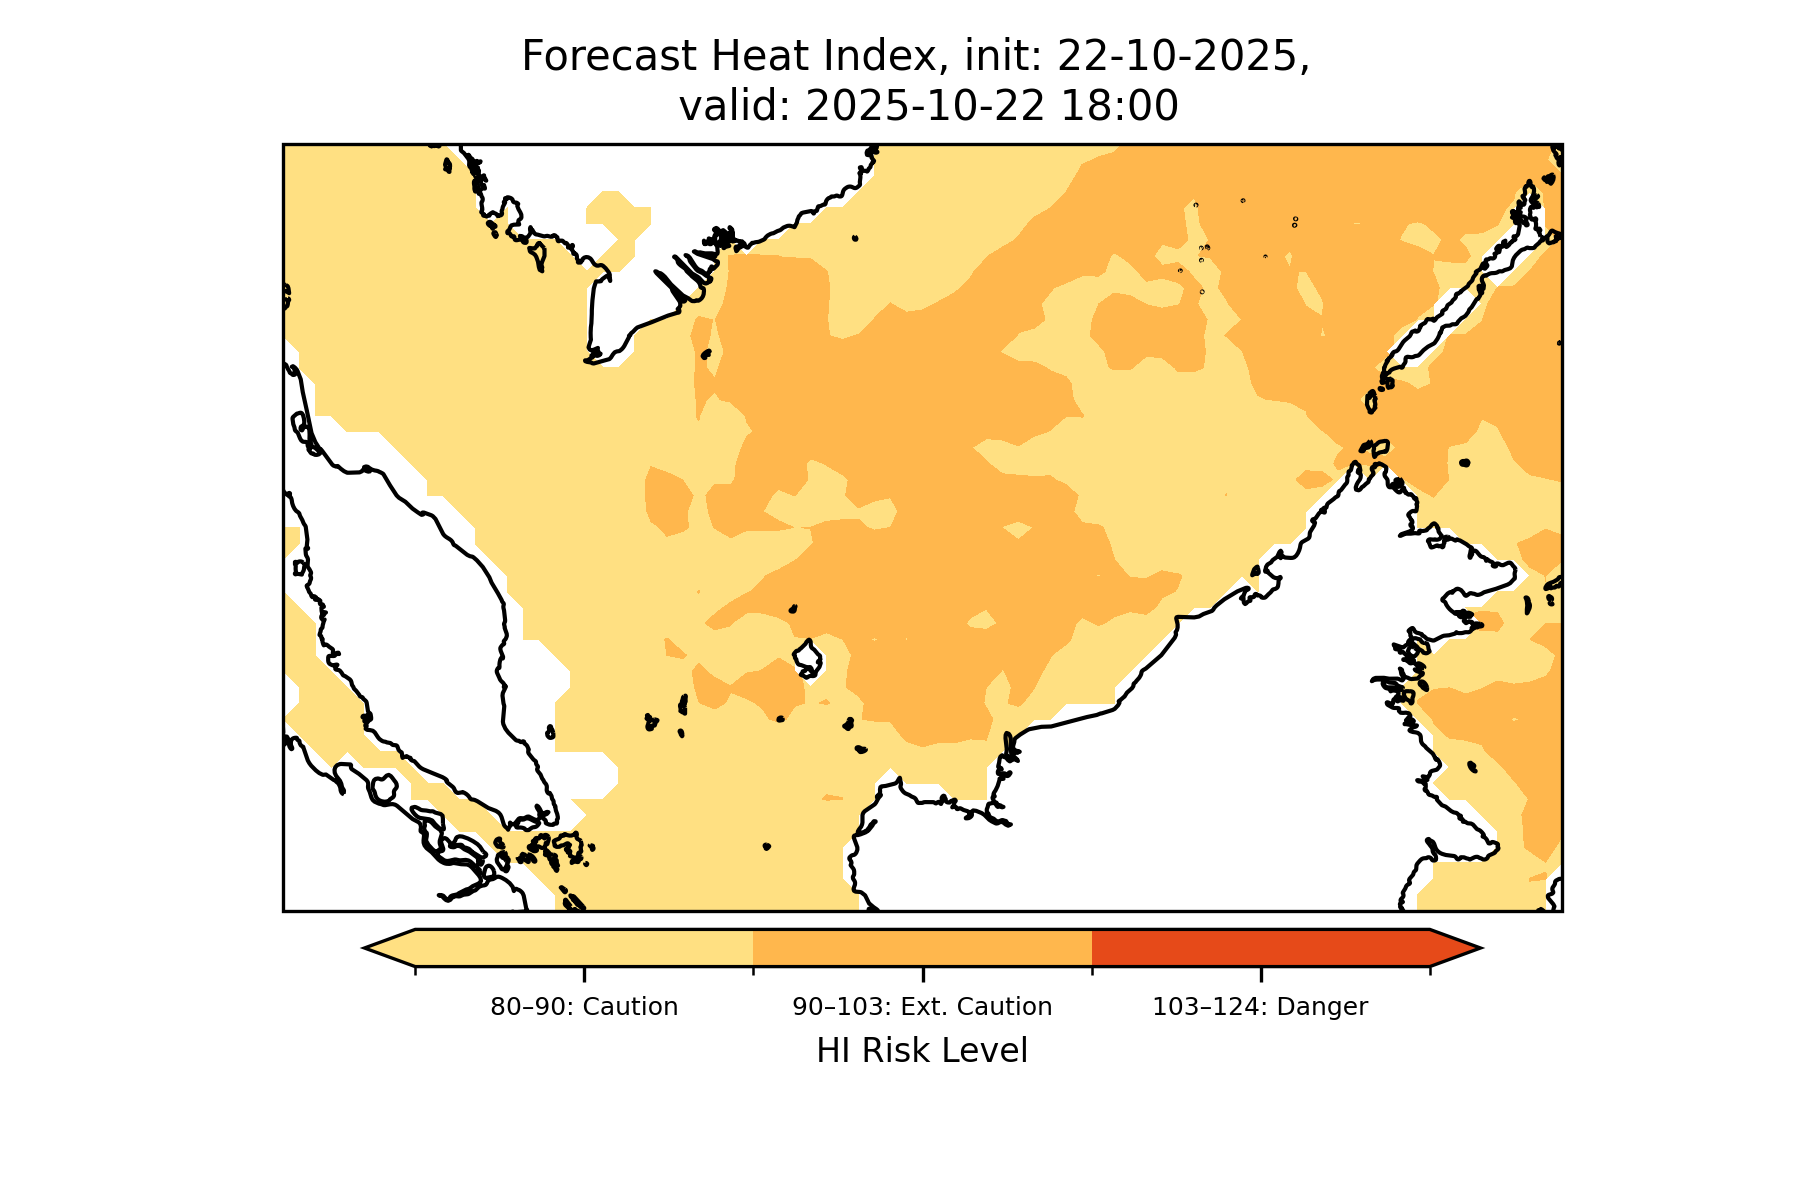 Forecast Heat Index, init: 22-10-2025,
valid: 2025-10-22 18:00
80–90: Caution
90–103: Ext. Caution
103–124: Danger
HI Risk Level